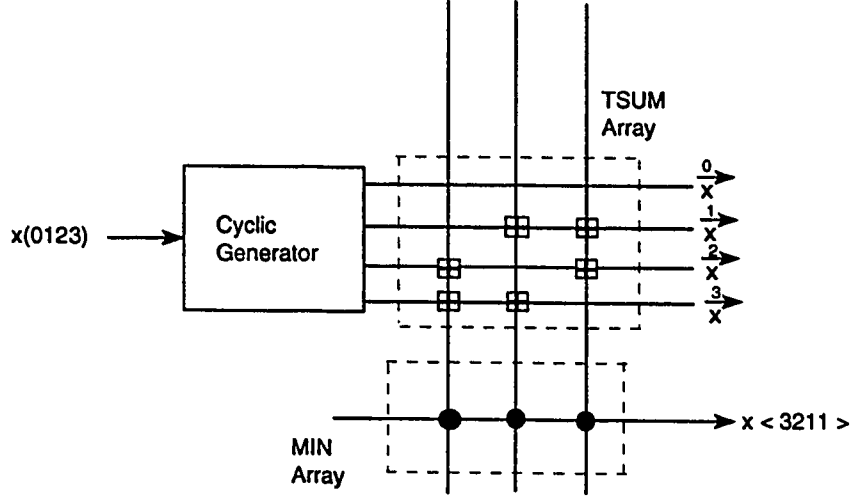 TSUM
Array
0
x
x(0123)
Cyclic
Generator
1
x
2
x
3
x
x < 3211 >
MIN
Array